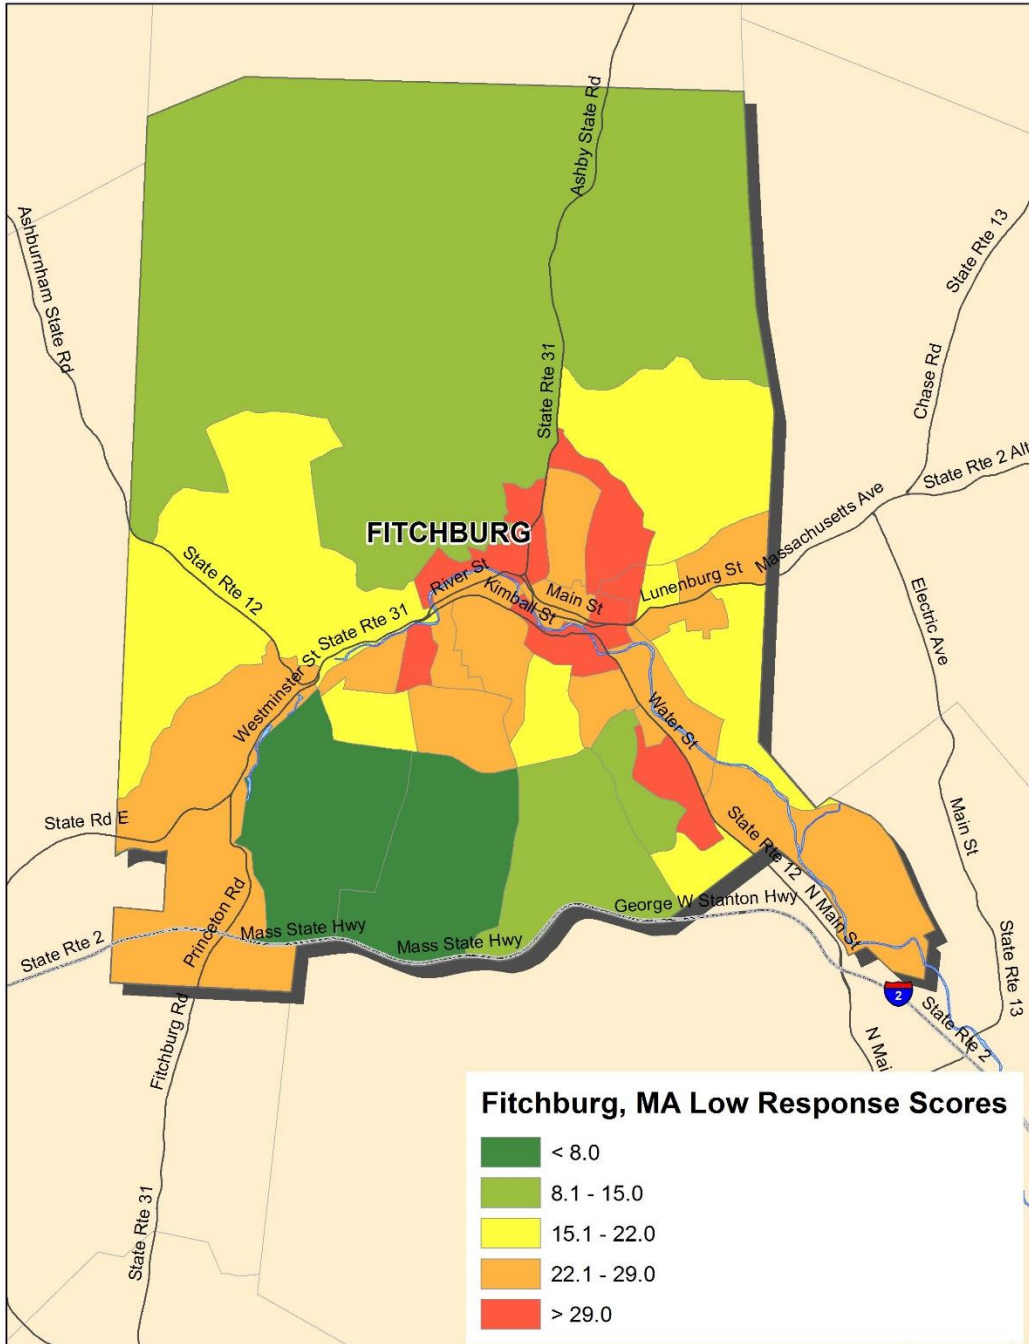 Ashby State Rd
Ashburnham State Rd
State Rte 13
Chase Rd
State Rte 31
State Rte 2 Alt
Massachusetts Ave
FITCHBURG
State Rte 12
River St
Kimball St
Main St
Lunenburg St
Electric Ave
State Rte 31
Westminster St
Water St
State Rd E
Main St
State Rte 12
Princeton Rd
George W Stanton Hwy
N Main St
Mass State Hwy
Mass State Hwy
State Rte 2
State Rte 13
2
State Rte 2
Fitchburg Rd
N Mai
State Rte 31
Fitchburg, MA Low Response Scores
< 8.0
8.1 - 15.0
15.1 - 22.0
22.1 - 29.0
> 29.0